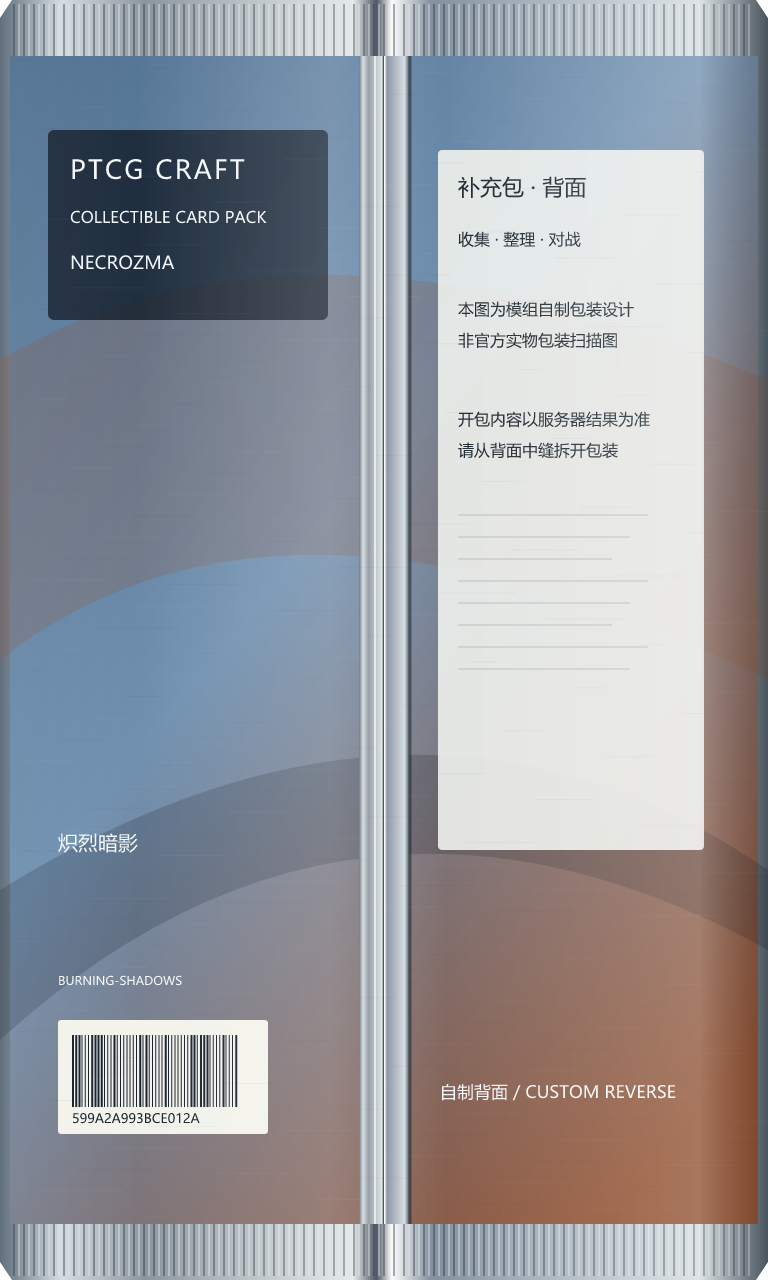 PTCG CRAFT
COLLECTIBLE CARD PACK
NECROZMA
炽烈暗影
BURNING-SHADOWS
599A2A993BCE012A
补充包 · 背面
收集 · 整理 · 对战
本图为模组自制包装设计
非官方实物包装扫描图
开包内容以服务器结果为准
请从背面中缝拆开包装
自制背面 / CUSTOM REVERSE